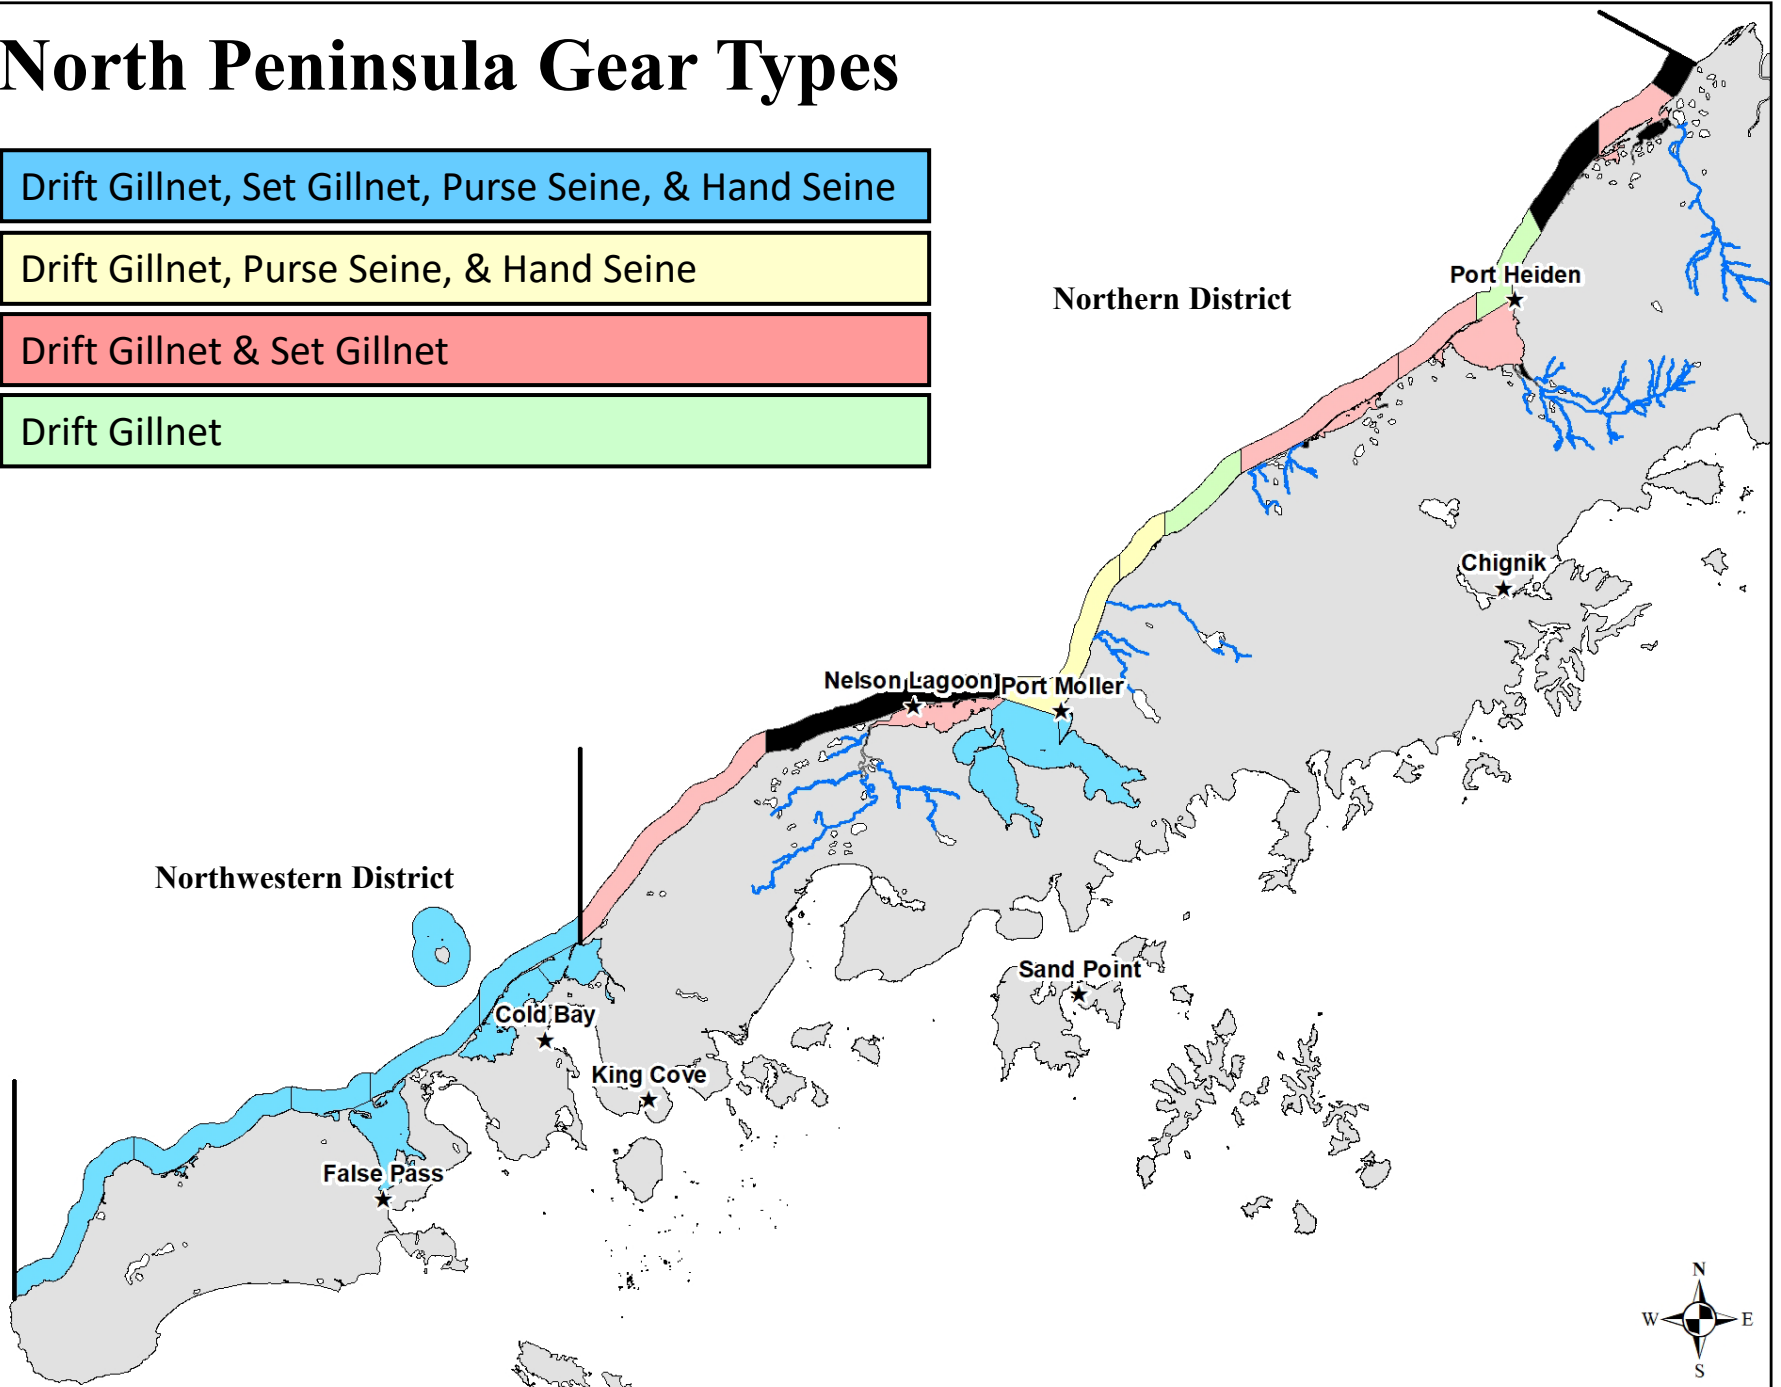 North Peninsula Gear Types
Drift Gillnet, Set Gillnet, Purse Seine, & Hand Seine
Drift Gillnet, Purse Seine, & Hand Seine
Drift Gillnet & Set Gillnet
Drift Gillnet
Port Heiden
Northern District
Chignik
Nelson Lagoon
Port Moller
Northwestern District
Sand Point
Cold Bay
King Cove
False Pass
N
W E
S